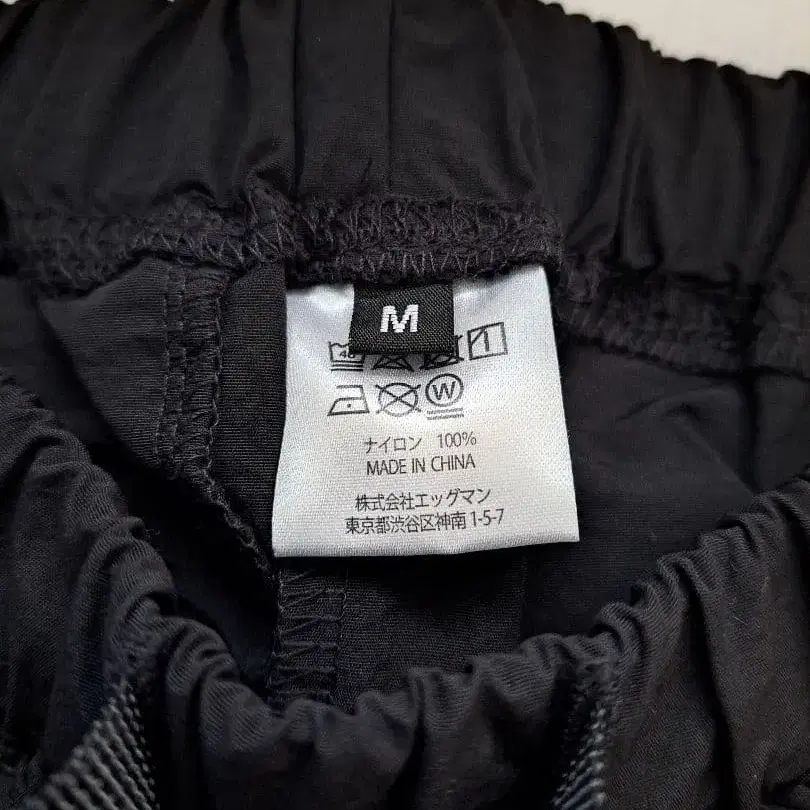 M
40
W
ナイロン 100%
MADE IN CHINA
株式会社エッグマン
東京都渋谷区神南1-5-7